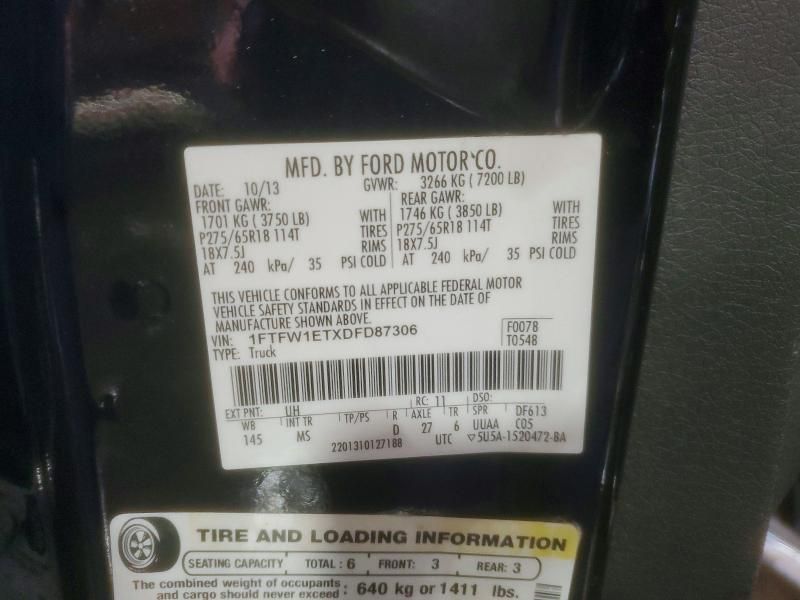 MFD. BY FORD MOTOR CO.
DATE: 10/13 GVWR: 3266 KG ( 7200 LB)
FRONT GAWR: REAR GAWR:
1701 KG ( 3750 LB) WITH 1746 KG ( 3850 LB) WITH
P275/65R18 114T TIRES P275/65R18 114T TIRES
18X7.5J RIMS 18X7.5J RIMS
AT 240 kPa/ 35 PSI COLD AT 240 kPa/ 35 PSI COLD
THIS VEHICLE CONFORMS TO ALL APPLICABLE FEDERAL MOTOR
VEHICLE SAFETY STANDARDS IN EFFECT ON THE DATE OF
MANUFACTURE SHOWN ABOVE.
VIN: 1FTFW1ETXDFD87306 F0078
TYPE: Truck T0548
EXT PNT: UH RC: 11 DSO:
WB INT TR TP/PS R AXLE TR SPR DF613
145 MS D 27 6 UUAA C05
2201310127188 UTC ▽5U5A-1520472-BA
TIRE AND LOADING INFORMATION
SEATING CAPACITY TOTAL: 6 FRONT: 3 REAR: 3
The combined weight of occupants
and cargo should never exceed: 640 kg or 1411 lbs.